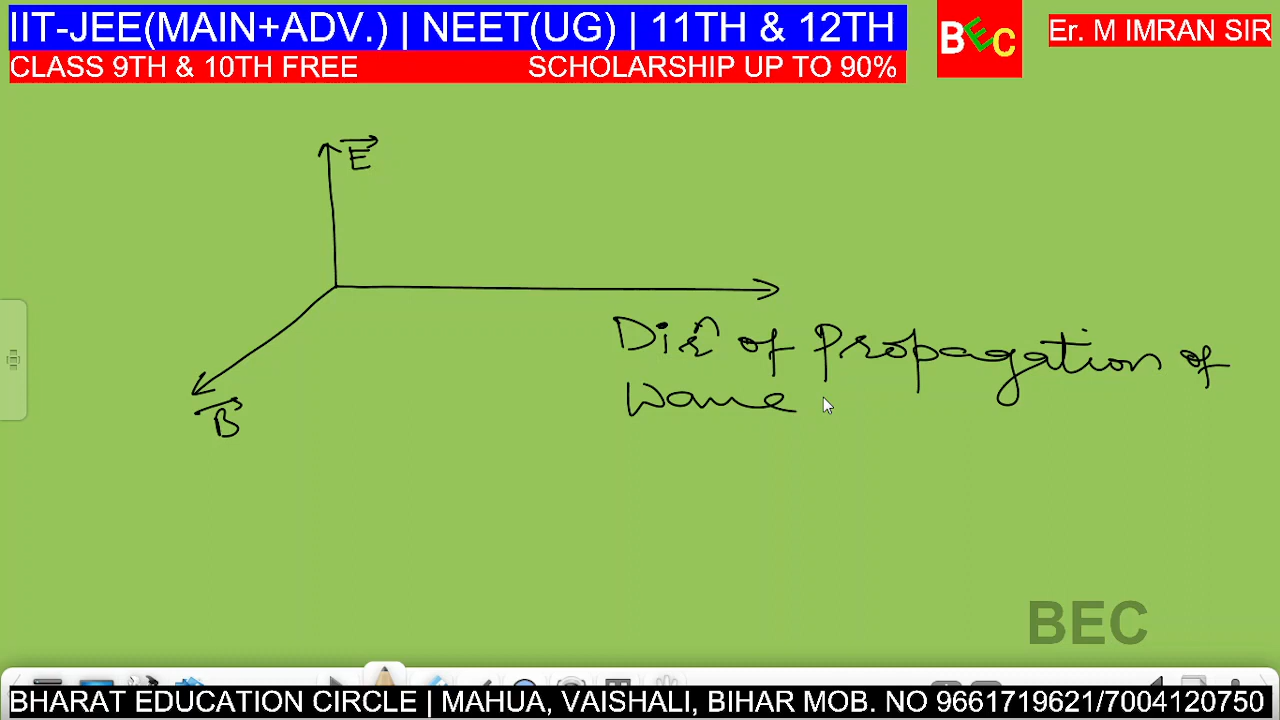 IIT-JEE(MAIN+ADV.) | NEET(UG) | 11TH & 12TH
CLASS 9TH & 10TH FREE SCHOLARSHIP UP TO 90%
BEC
Er. M IMRAN SIR
E
Dirⁿ of Propagation of
Wave
B
BEC
BHARAT EDUCATION CIRCLE | MAHUA, VAISHALI, BIHAR MOB. NO 9661719621/7004120750